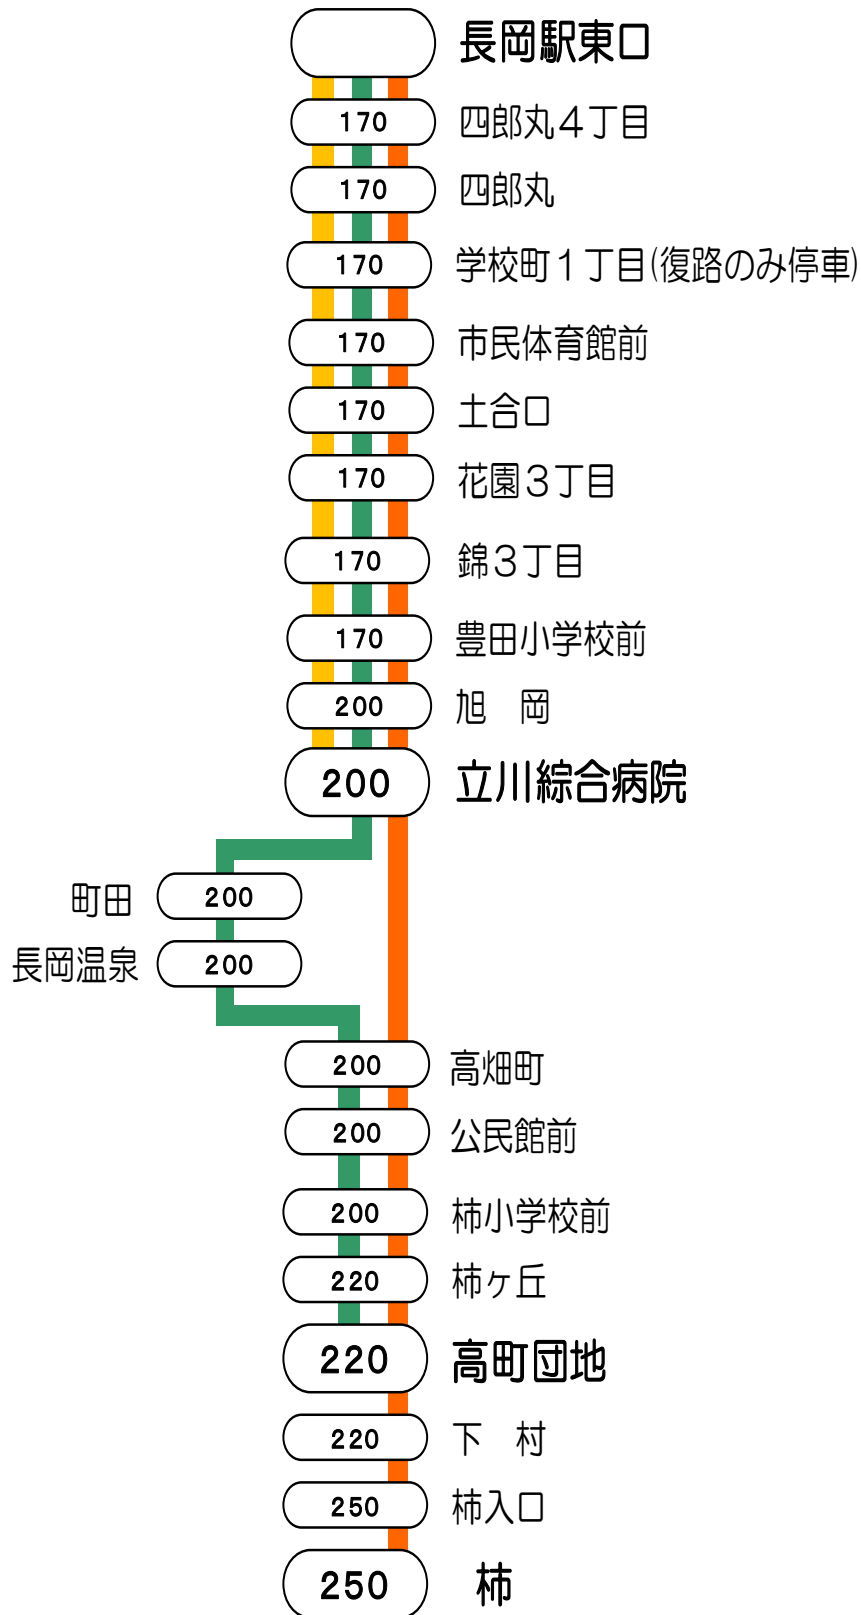 長岡駅東口
170 四郎丸4丁目
170 四郎丸
170 学校町1丁目(復路のみ停車)
170 市民体育館前
170 土合口
170 花園3丁目
170 錦3丁目
170 豊田小学校前
200 旭 岡
200 立川綜合病院
町田 200
長岡温泉 200
200 高畑町
200 公民館前
200 柿小学校前
220 柿ヶ丘
220 高町団地
220 下 村
250 柿入口
250 柿